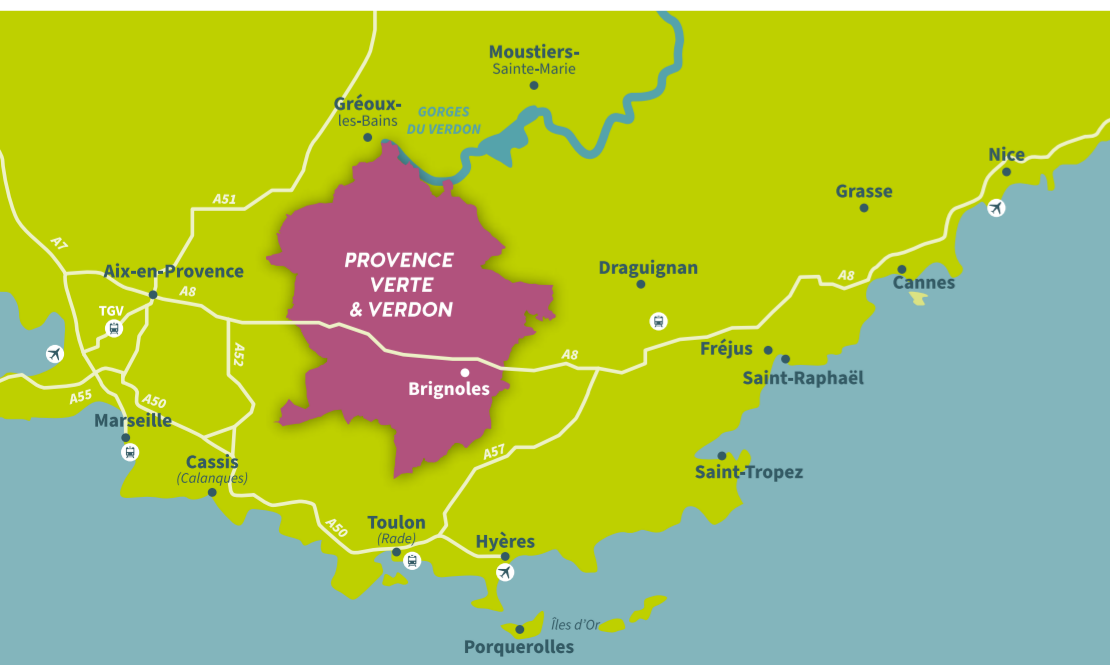 Moustiers-
Sainte-Marie
Gréoux-
les-Bains
GORGES
DU VERDON
Nice
Grasse
A51
A7
PROVENCE
VERTE
& VERDON
Aix-en-Provence
Draguignan
A8
Cannes
A8
TGV
A52
Fréjus
A8
Saint-Raphaël
Brignoles
A55
A50
Marseille
A57
Cassis
(Calanques)
Saint-Tropez
A50
Toulon
(Rade)
Hyères
Îles d'Or
Porquerolles